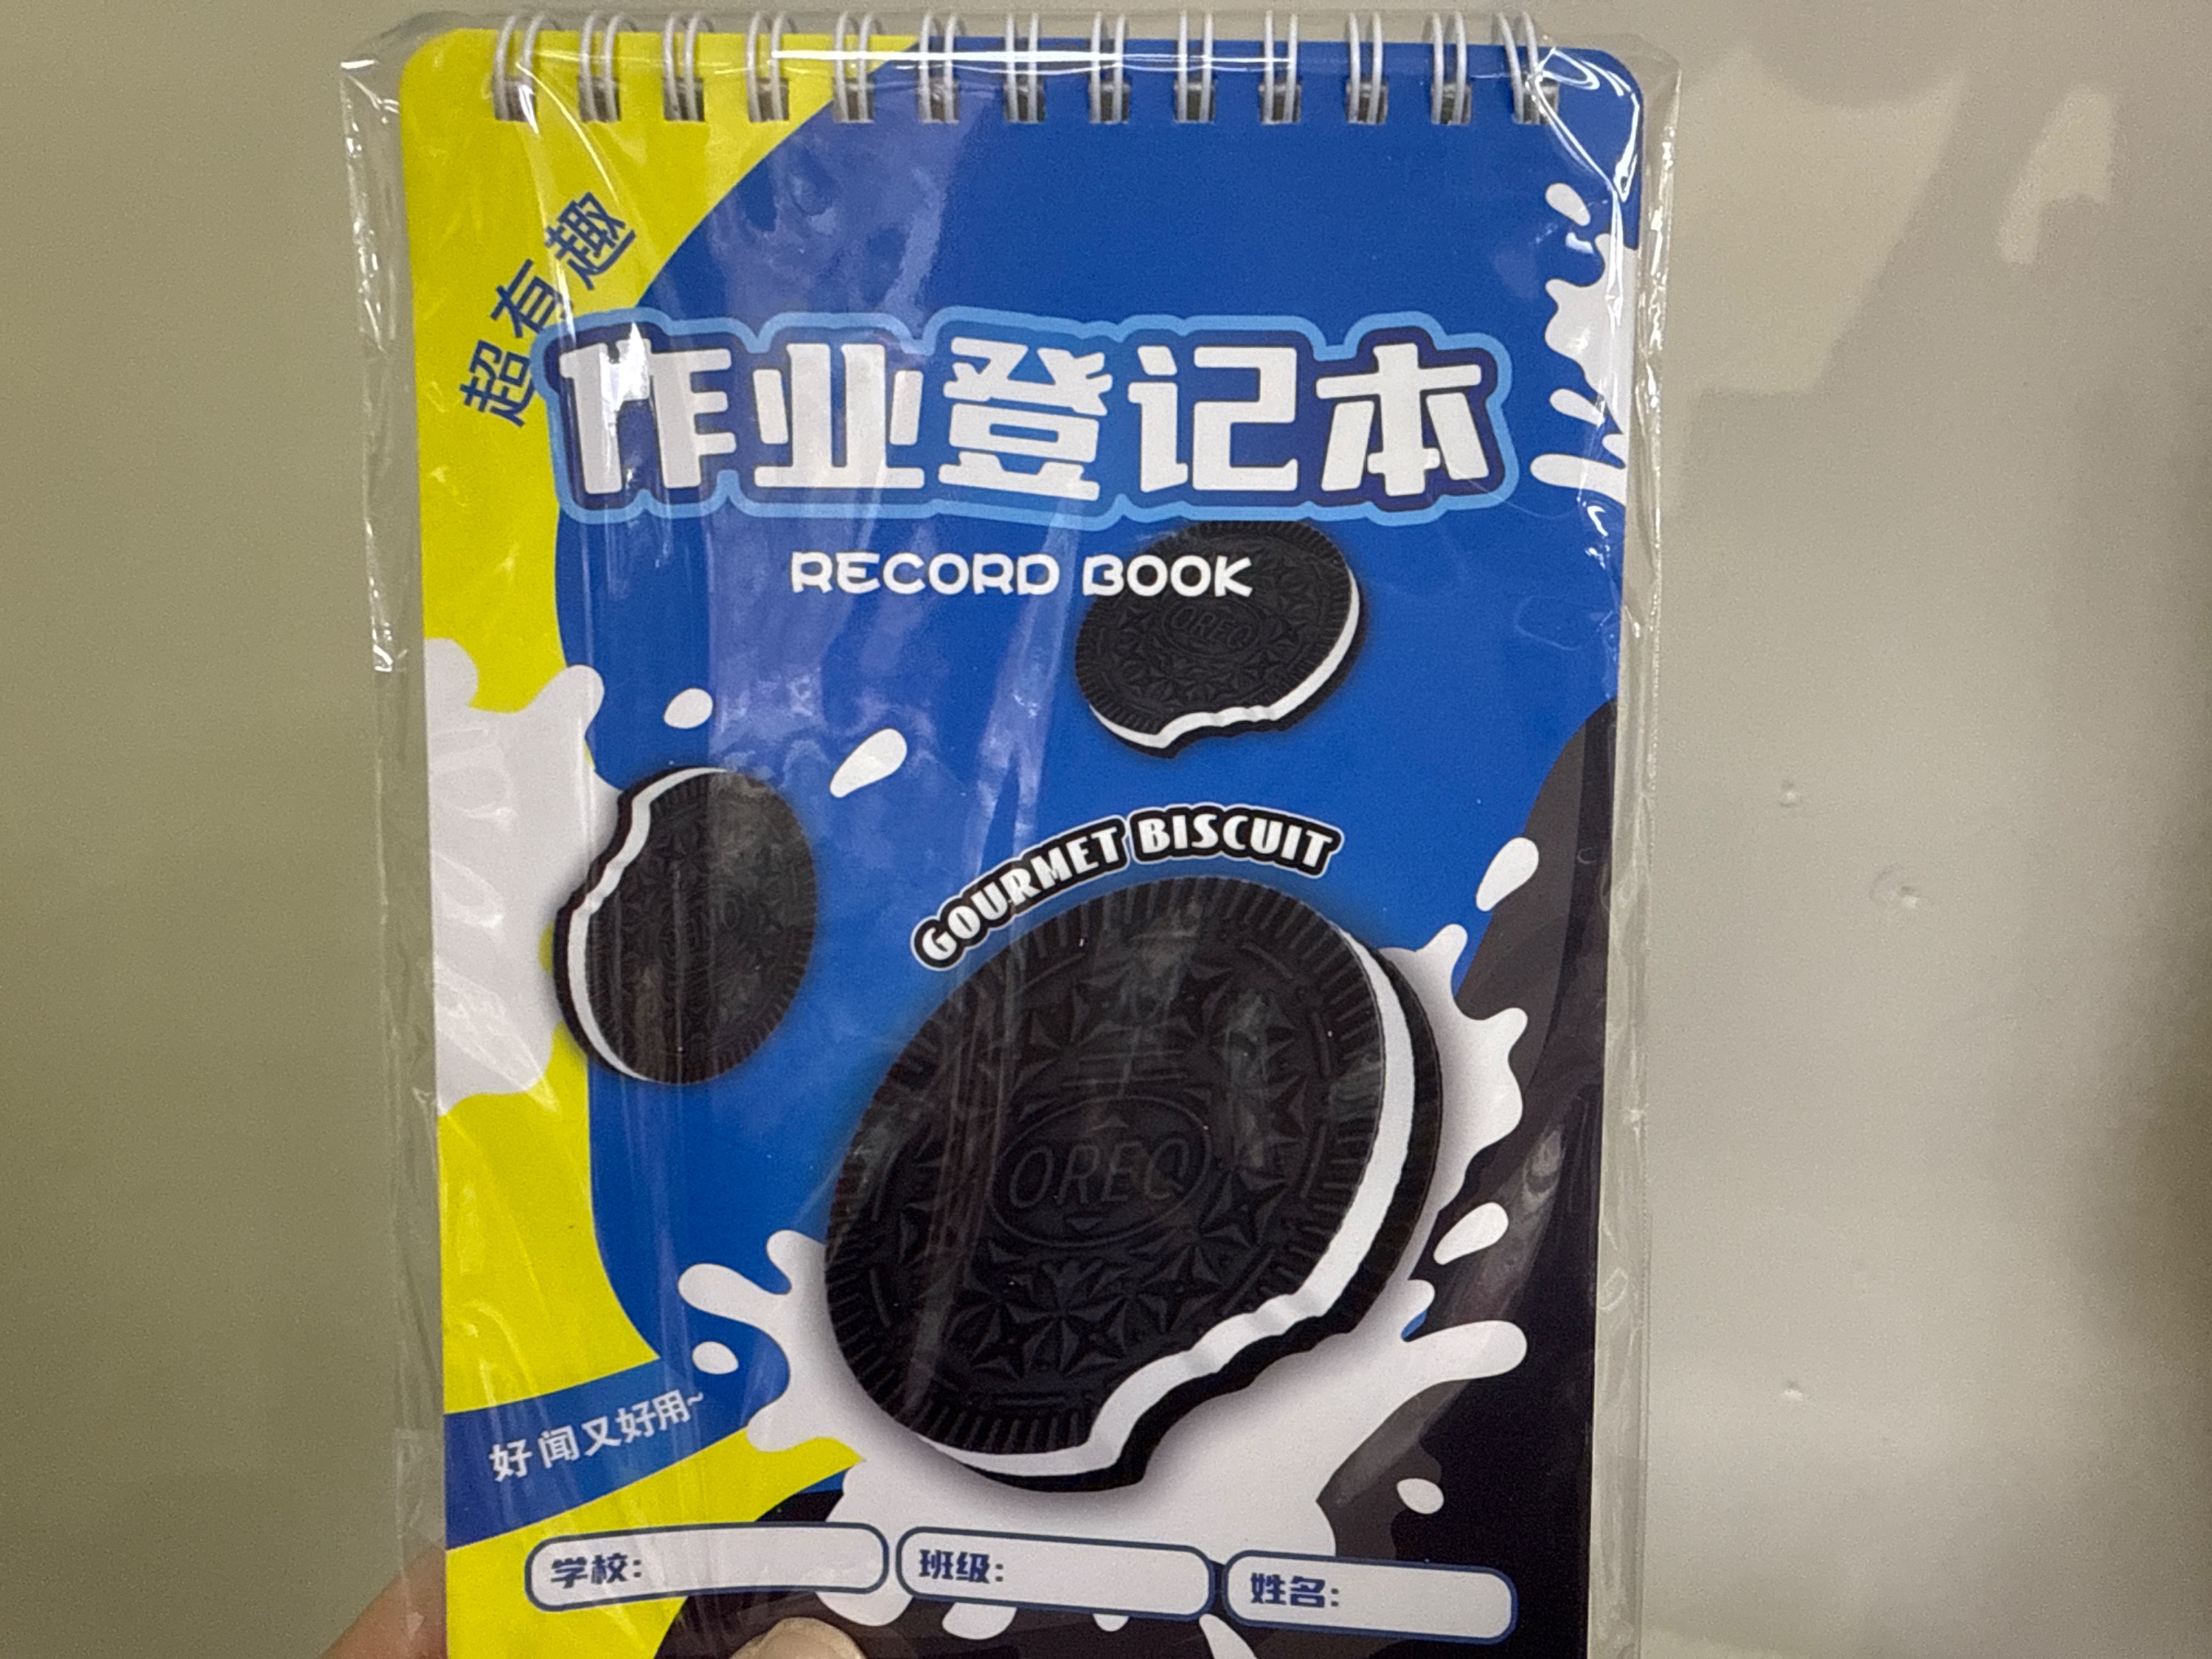 超有趣
作业登记本
RECORD BOOK
OREO
GOURMET BISCUIT
OREO
好闻又好用~
学校:
班级:
姓名: